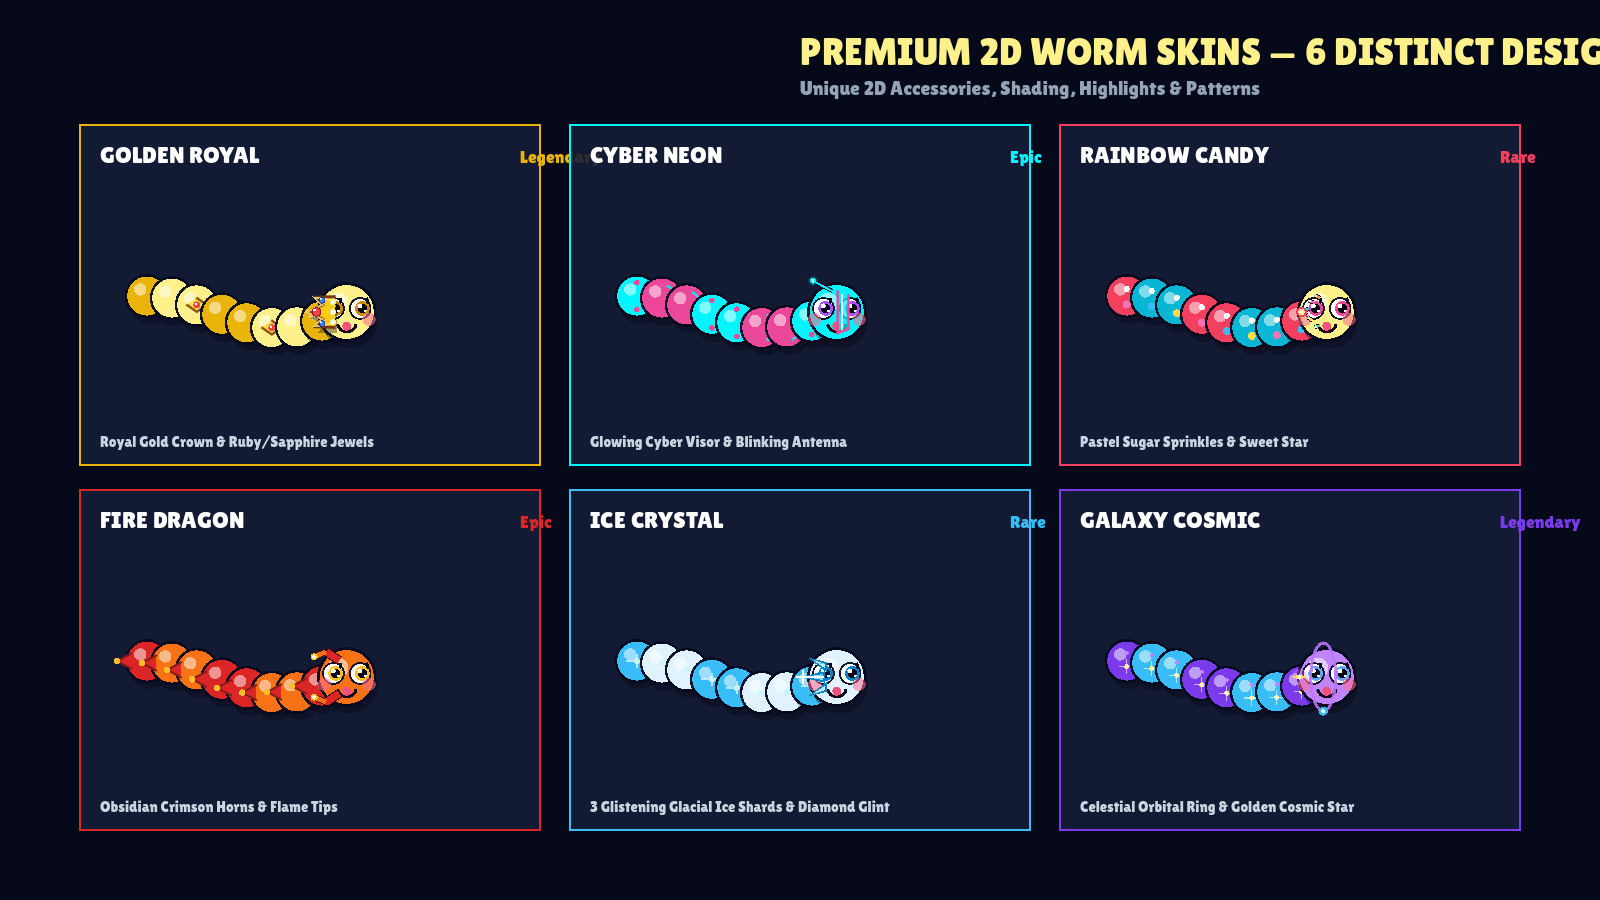 PREMIUM 2D WORM SKINS — 6 DISTINCT DESIG
Unique 2D Accessories, Shading, Highlights & Patterns
GOLDEN ROYAL
CYBER NEON
Epic
RAINBOW CANDY
Rare
Royal Gold Crown & Ruby/Sapphire Jewels
Glowing Cyber Visor & Blinking Antenna
Pastel Sugar Sprinkles & Sweet Star
FIRE DRAGON
Epic
ICE CRYSTAL
Rare
GALAXY COSMIC
Legendary
Obsidian Crimson Horns & Flame Tips
3 Glistening Glacial Ice Shards & Diamond Glint
Celestial Orbital Ring & Golden Cosmic Star